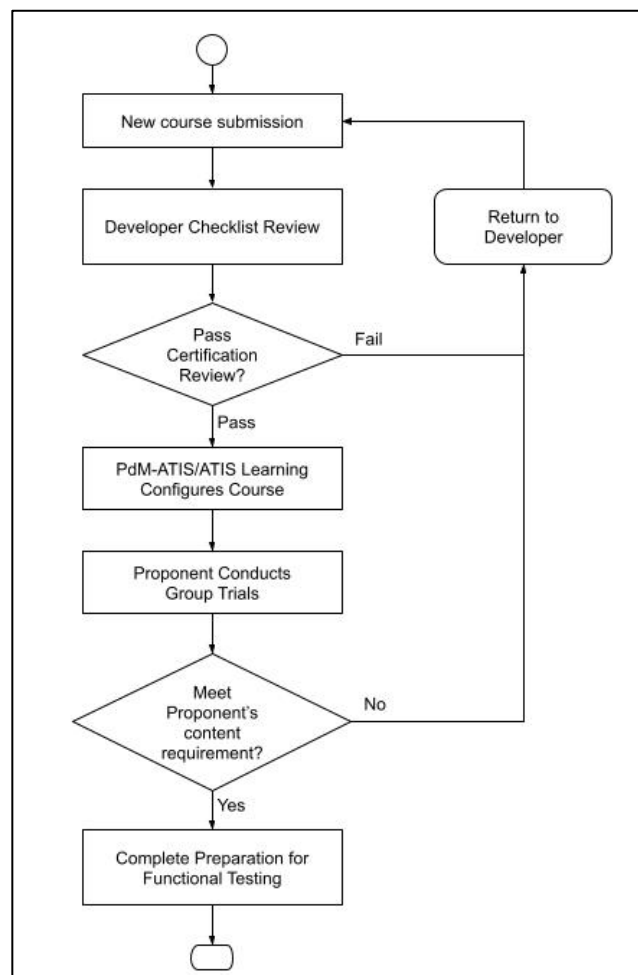 New course submission
Developer Checklist Review
Return to
Developer
Pass
Certification
Review?
Fail
Pass
PdM-ATIS/ATIS Learning
Configures Course
Proponent Conducts
Group Trials
Meet
Proponent’s
content
requirement?
No
Yes
Complete Preparation for
Functional Testing